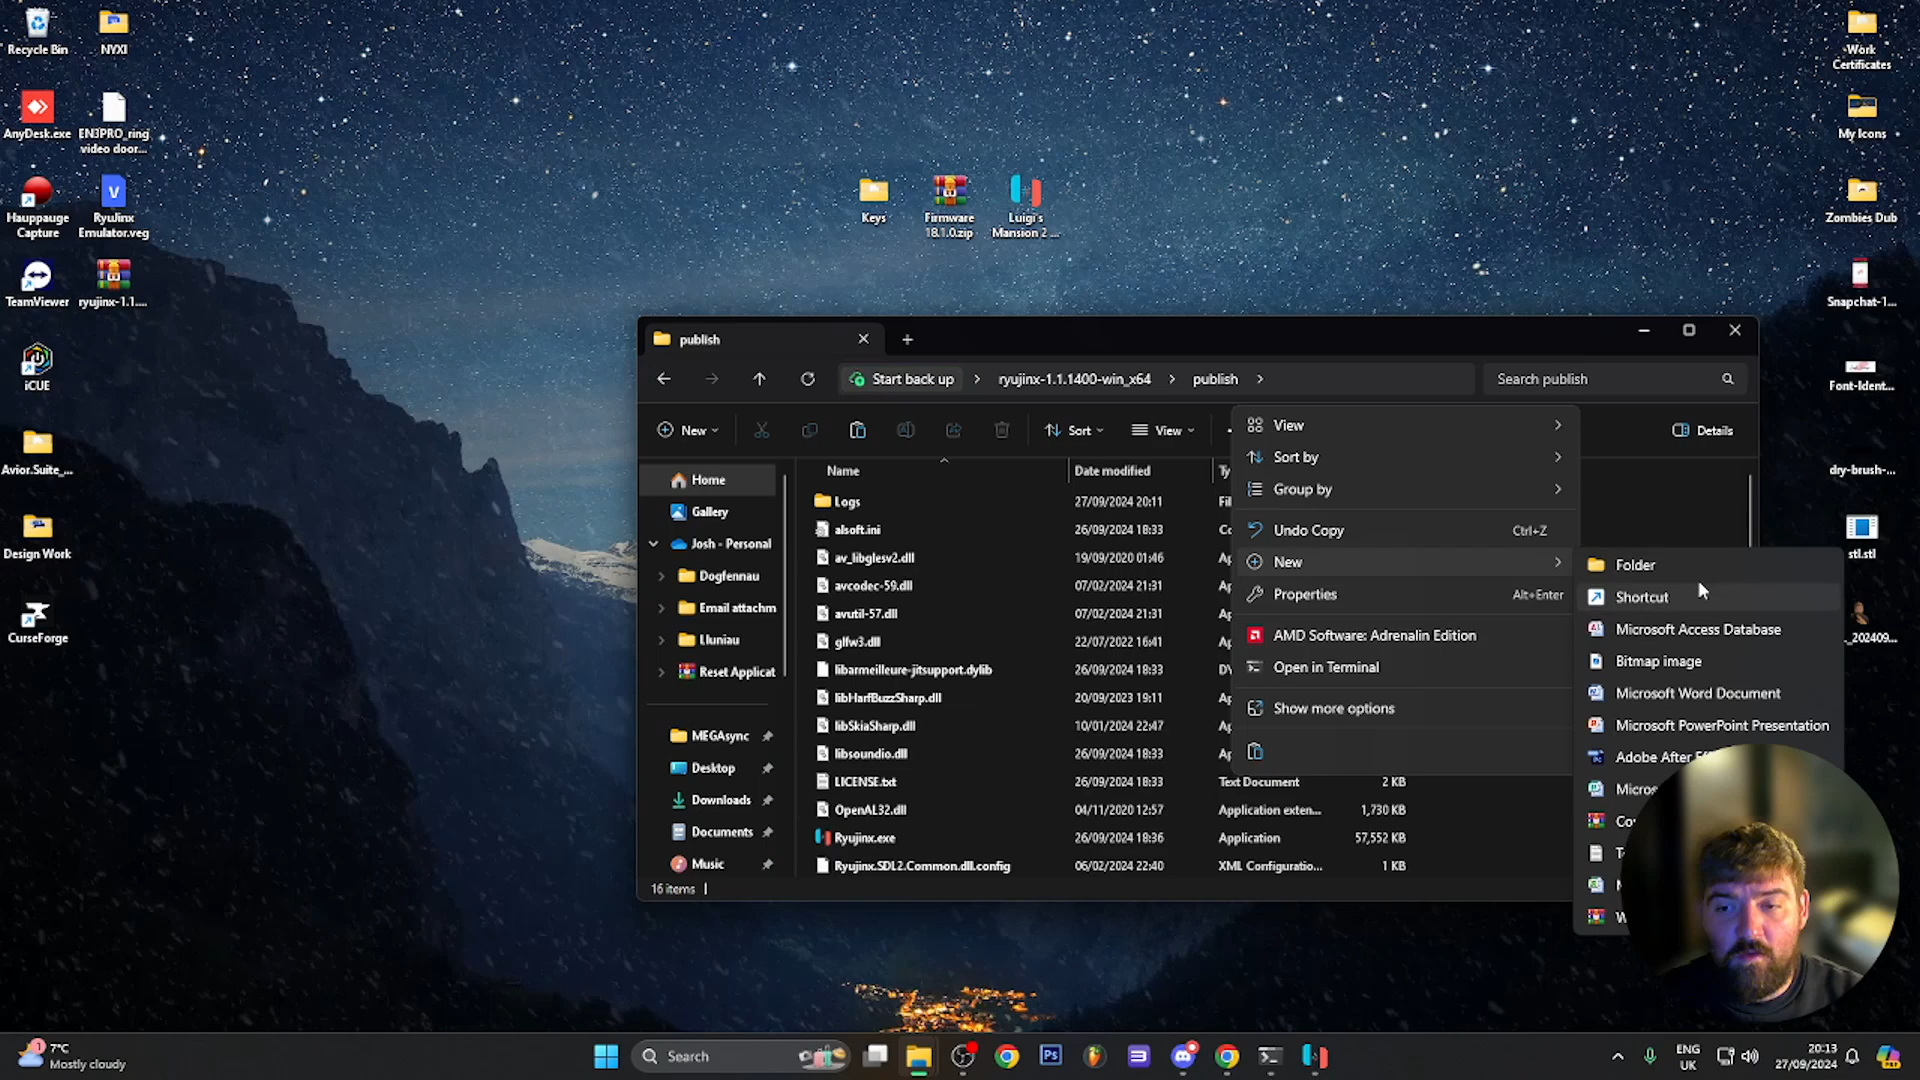 Recycle Bin
NYXI
AnyDesk.exe
EN3PRO_ring
video door...
Hauppauge
Capture
RyuJinx
Emulator.veg
TeamViewer
ryujinx-1.1....
iCUE
Avior.Suite_...
Design Work
CurseForge
Keys
Firmware
18.1.0.zip
Luigi's
Mansion 2 ...
Work
Certificates
My Icons
Zombies Dub
Snapchat-1...
Font-Ident...
dry-brush-...
stl.stl
_202409...
publish
Start back up
ryujinx-1.1.1400-win_x64
publish
Search publish
New
Sort
View
Details
Home
Gallery
Josh - Personal
Dogfennau
Email attachm
Lluniau
Reset Applicat
MEGAsync
Desktop
Downloads
Documents
Music
Name Date modified Ty
Logs 27/09/2024 20:11 Fil
alsoft.ini 26/09/2024 18:33 Co
av_libglesv2.dll 19/09/2020 01:46 Ap
avcodec-59.dll 07/02/2024 21:31 Ap
avutil-57.dll 07/02/2024 21:31 Ap
glfw3.dll 22/07/2022 16:41 Ap
libarmeilleure-jitsupport.dylib 26/09/2024 18:33 DY
libHarfBuzzSharp.dll 20/09/2023 19:11 Ap
libSkiaSharp.dll 10/01/2024 22:47 Ap
libsoundio.dll 26/09/2024 18:33 Ap
LICENSE.txt 26/09/2024 18:33 Text Document 2 KB
OpenAL32.dll 04/11/2020 12:57 Application exten... 1,730 KB
Ryujinx.exe 26/09/2024 18:36 Application 57,552 KB
Ryujinx.SDL2.Common.dll.config 06/02/2024 22:40 XML Configuratio... 1 KB
16 items
View
Sort by
Group by
Undo Copy Ctrl+Z
New
Properties Alt+Enter
AMD Software: Adrenalin Edition
Open in Terminal
Show more options
Folder
Shortcut
Microsoft Access Database
Bitmap image
Microsoft Word Document
Microsoft PowerPoint Presentation
Adobe After Eff
Micros
Co
T
W
7°C
Mostly cloudy
Search
Ps
ENG
UK
20:13
27/09/2024